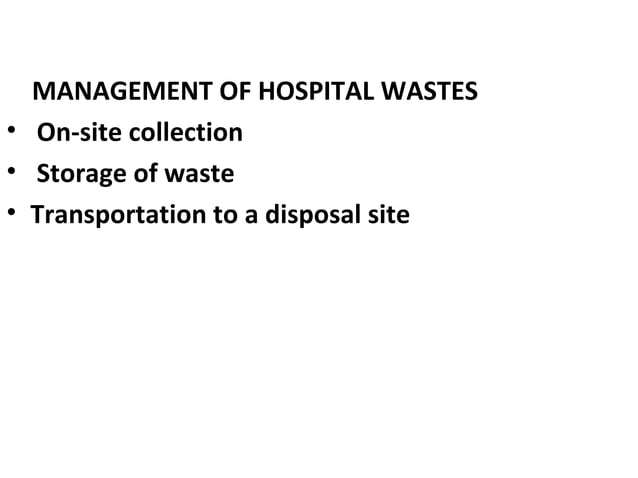 MANAGEMENT OF HOSPITAL WASTES
• On-site collection
• Storage of waste
• Transportation to a disposal site